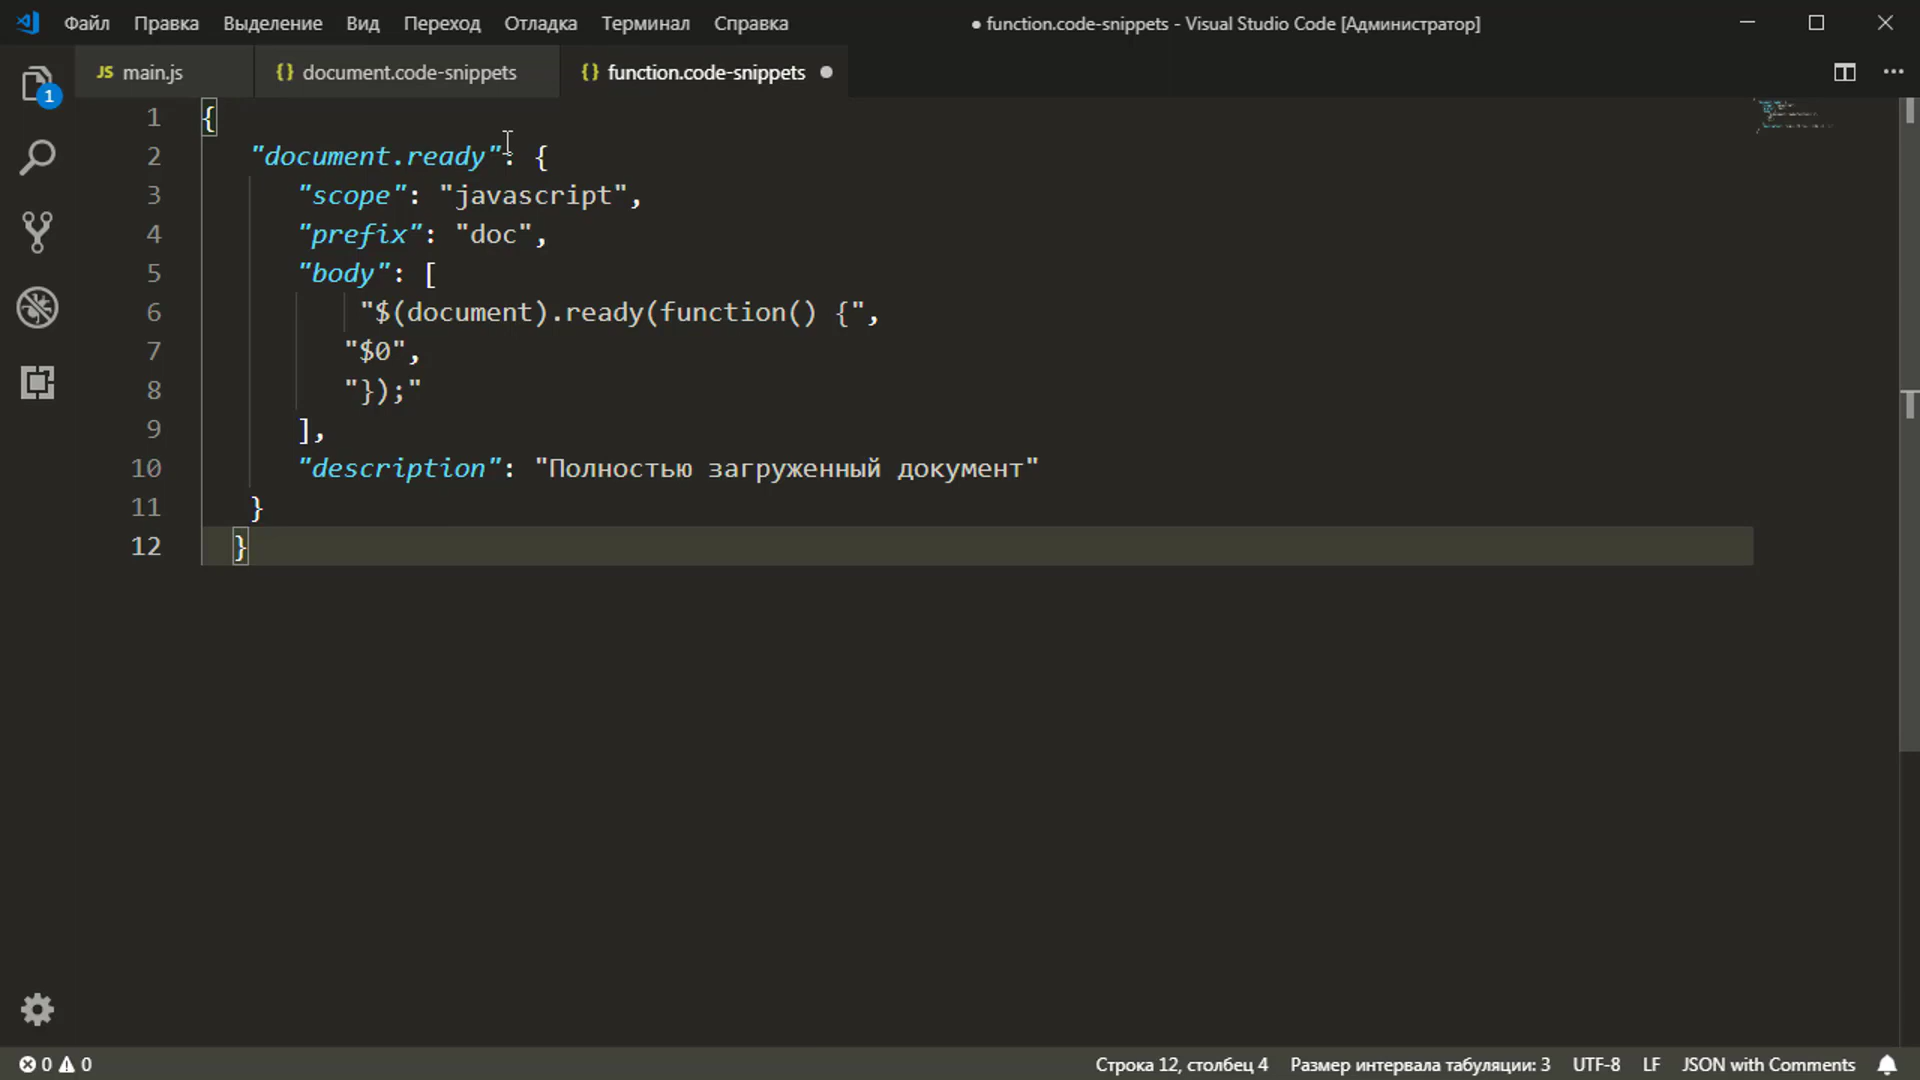 Файл Правка Выделение Вид Переход Отладка Терминал Справка ● function.code-snippets - Visual Studio Code [Администратор]
JS main.js {} document.code-snippets {} function.code-snippets ●
1 {
2 "document.ready": {
3 "scope": "javascript",
4 "prefix": "doc",
5 "body": [
6 "$(document).ready(function() {",
7 "$0",
8 "});"
9 ],
10 "description": "Полностью загруженный документ"
11 }
12 }
1
0 0 Строка 12, столбец 4 Размер интервала табуляции: 3 UTF-8 LF JSON with Comments